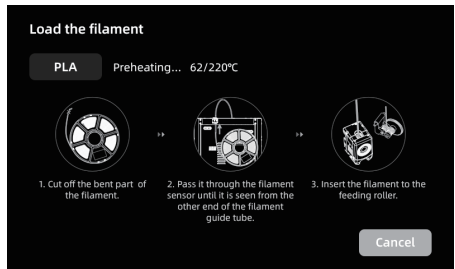 Load the filament
PLA
Preheating... 62/220℃
1. Cut off the bent part of
the filament.
2. Pass it through the filament
sensor until it is seen from the
other end of the filament
guide tube.
3. Insert the filament to the
feeding roller.
Cancel